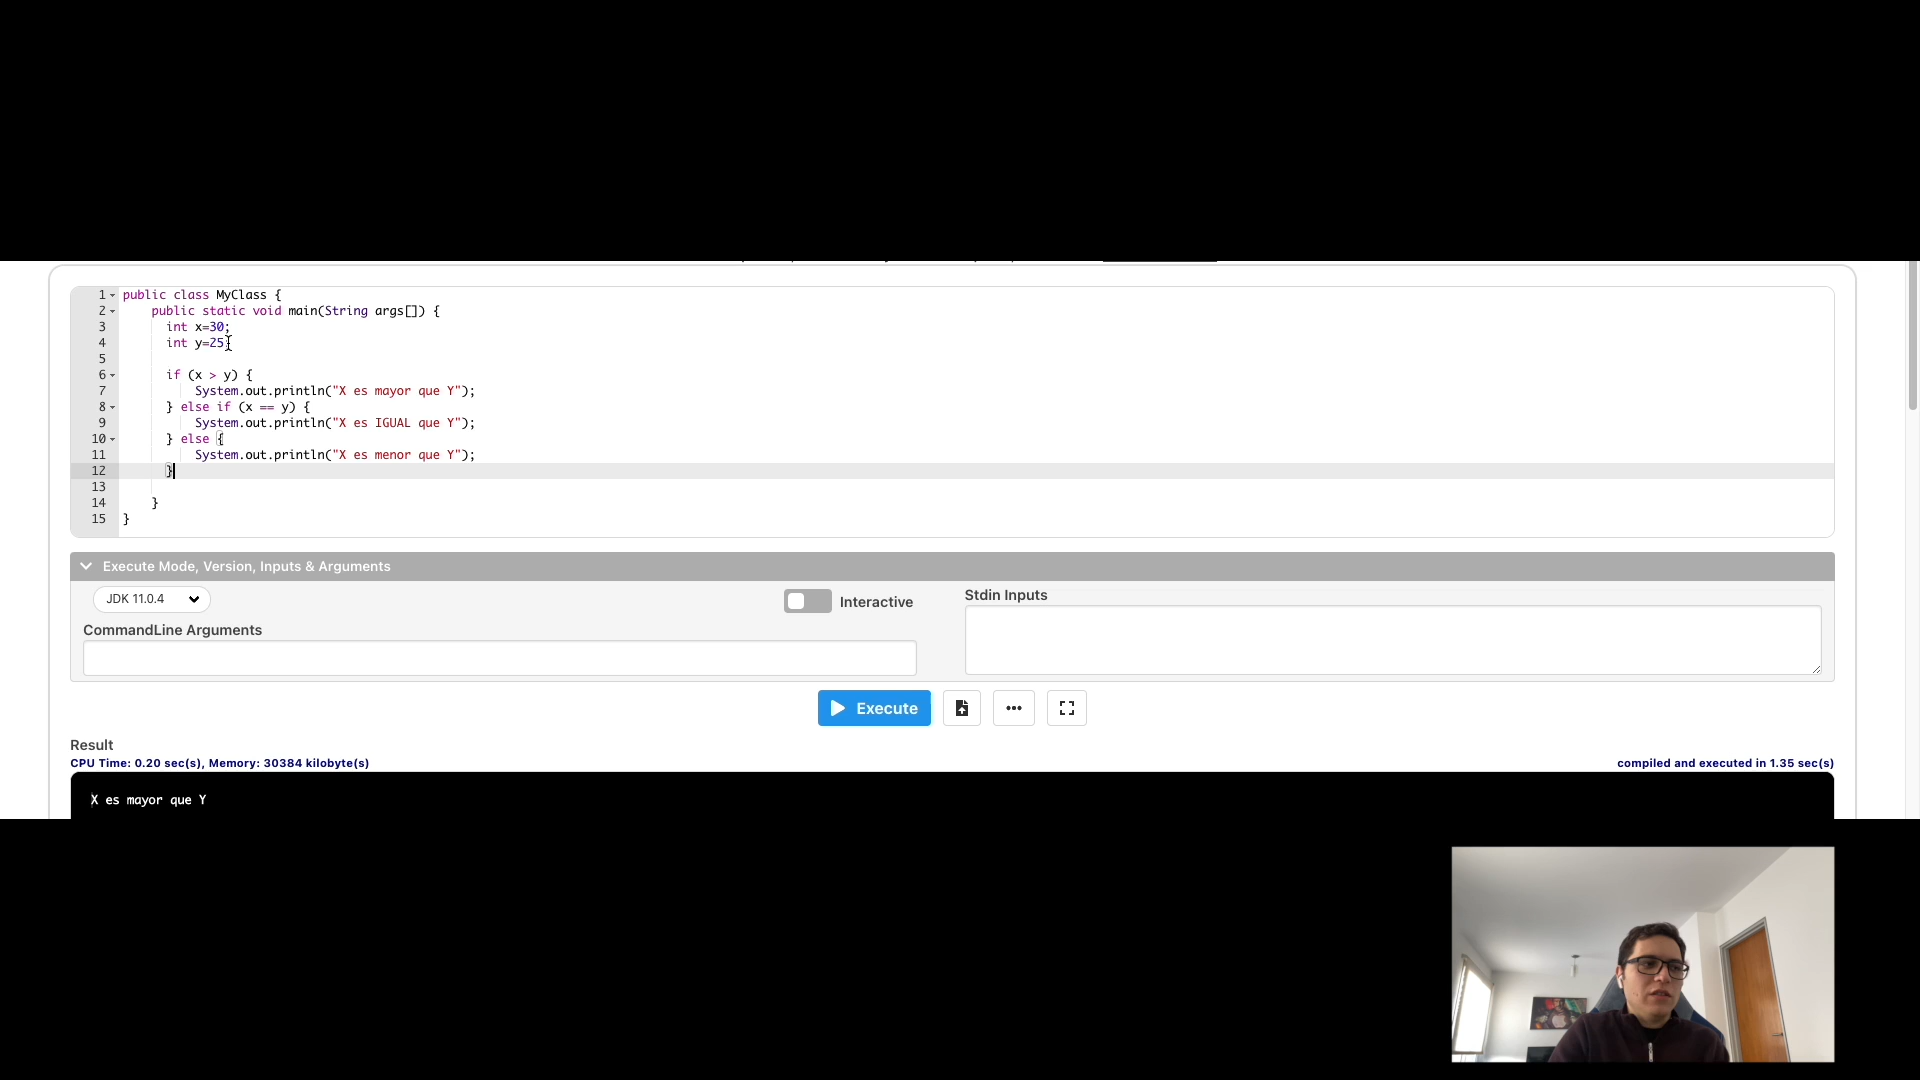 1 public class MyClass {
2 public static void main(String args[]) {
3 int x=30;
4 int y=25;
5
6 if (x > y) {
7 System.out.println("X es mayor que Y");
8 } else if (x == y) {
9 System.out.println("X es IGUAL que Y");
10 } else {
11 System.out.println("X es menor que Y");
12 }
13
14 }
15 }
Execute Mode, Version, Inputs & Arguments
JDK 11.0.4
Interactive
Stdin Inputs
CommandLine Arguments
Execute
Result
CPU Time: 0.20 sec(s), Memory: 30384 kilobyte(s)
compiled and executed in 1.35 sec(s)
X es mayor que Y